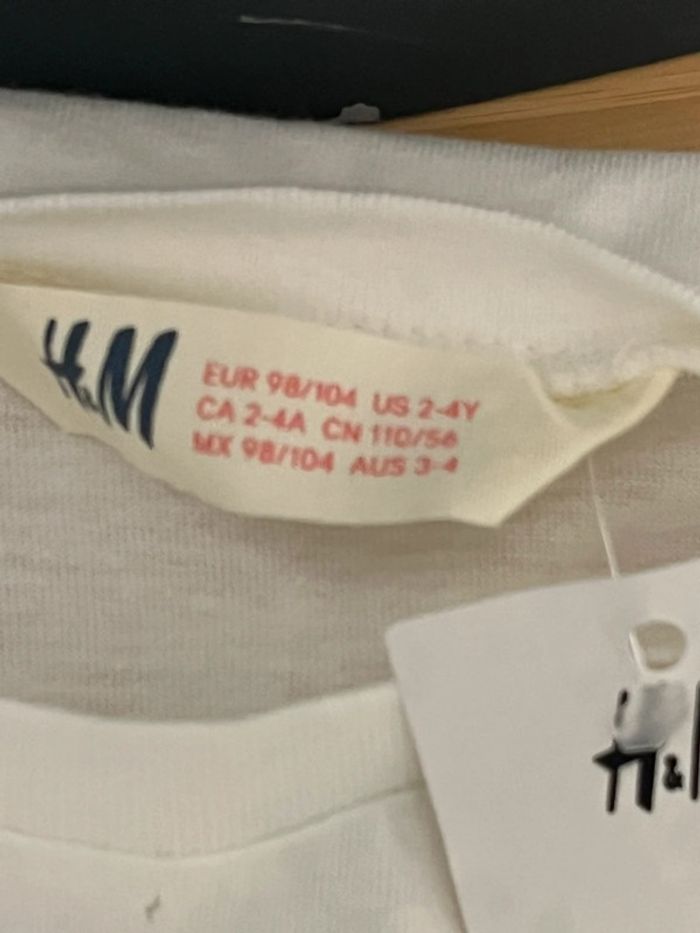 H&M
EUR 98/104 US 2-4Y
CA 2-4A CN 110/56
MX 98/104 AUS 3-4
H&